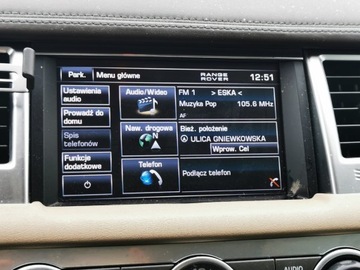 Park. Menu główne RANGE ROVER 12:51
Ustawienia audio
Prowadź do domu
Spis telefonów
Funkcje dodatkowe
Audio/Wideo
FM 1 > ESKA <
Muzyka Pop 105.6 MHz
AF
Naw. drogowa
Bież. położenie
ULICA GNIEWKOWSKA
Wprow. Cel
Telefon
Podłącz telefon
AUDIO